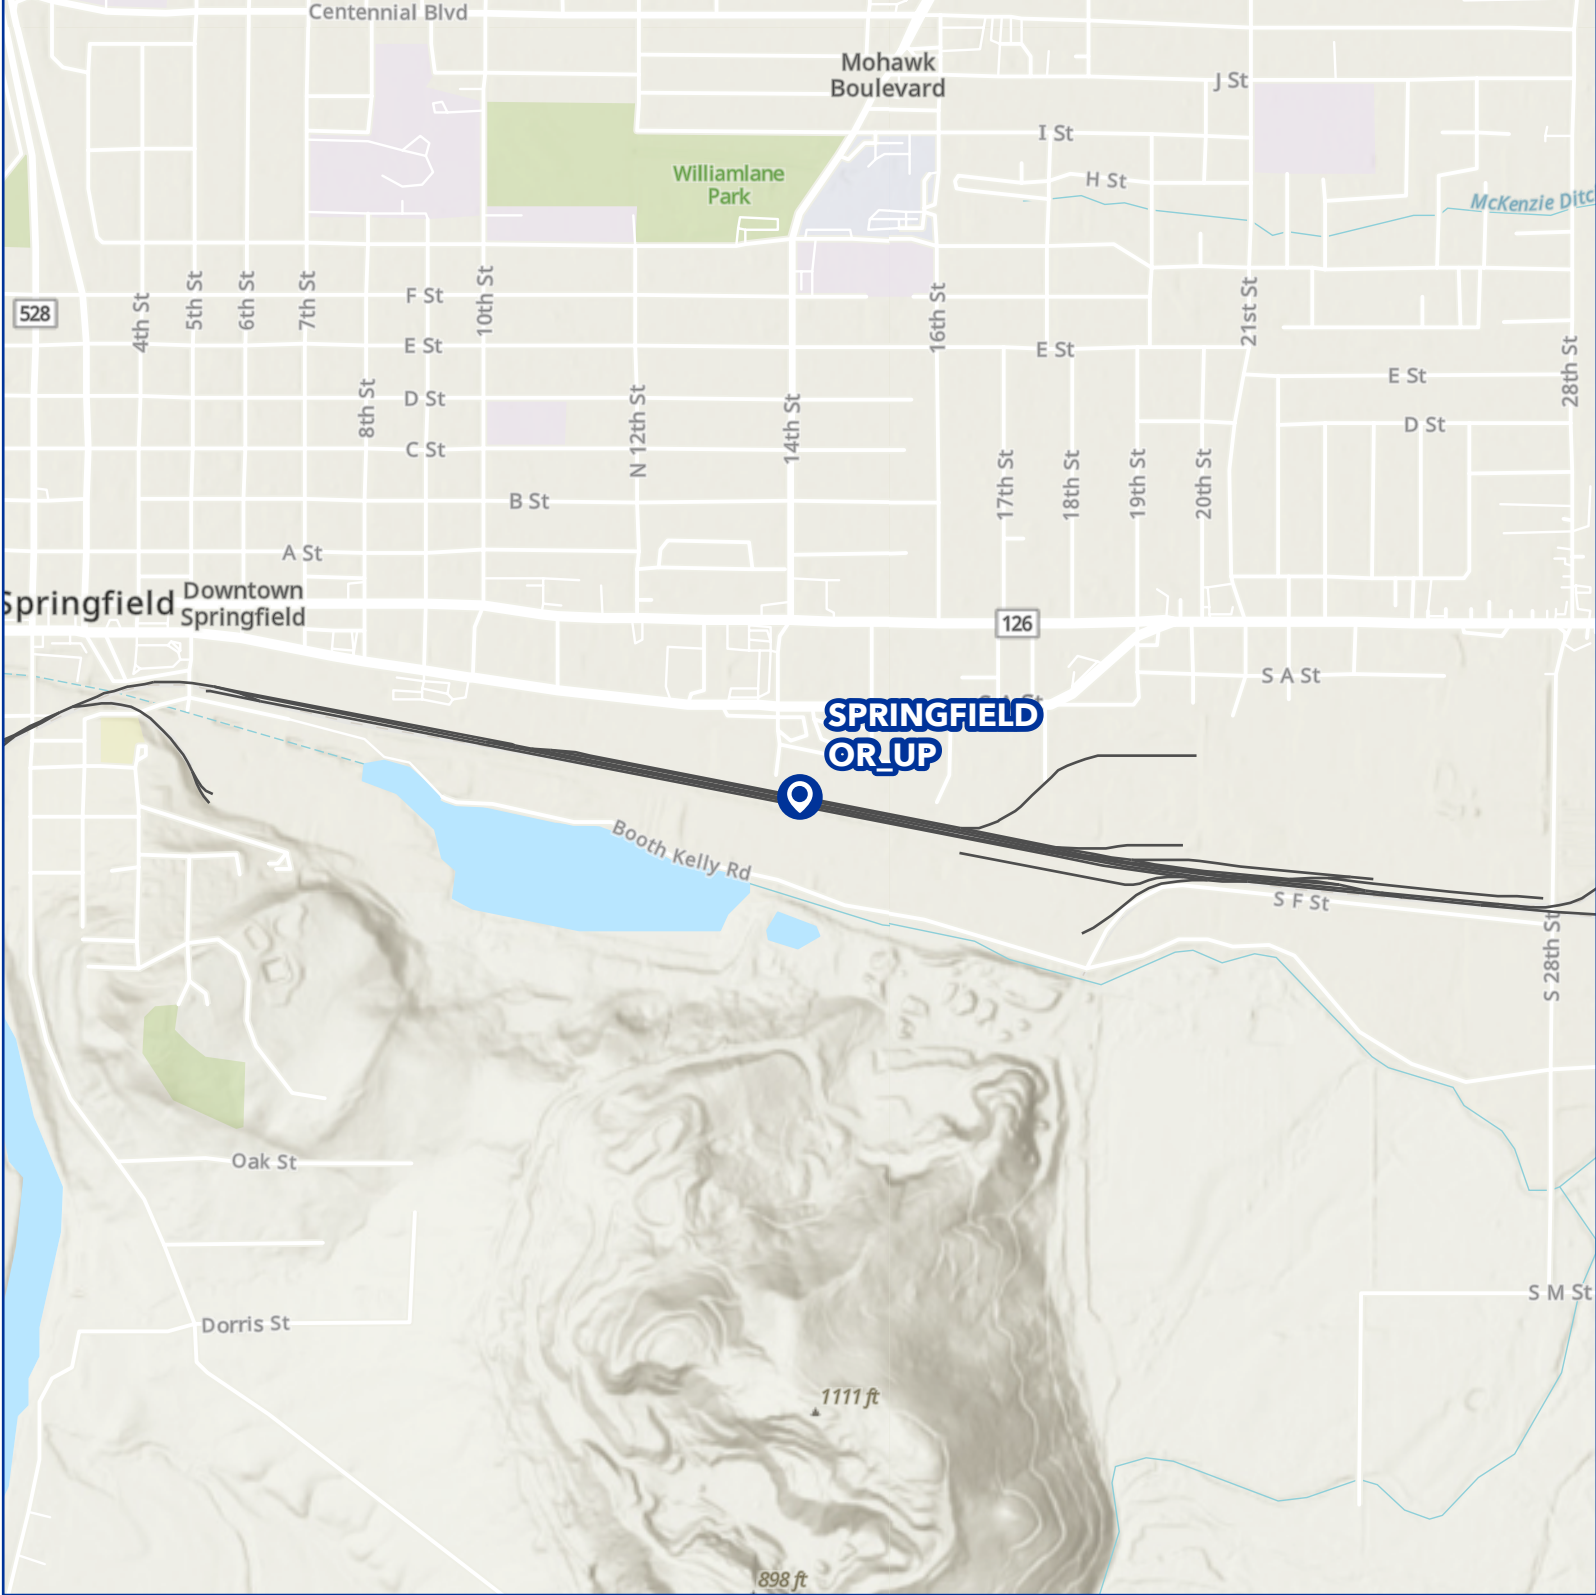 Centennial Blvd
Mohawk
Boulevard
J St
I St
Williamlane
Park
H St
McKenzie Ditc
4th St
5th St
6th St
7th St
10th St
F St
16th St
21st St
528
E St
E St
28th St
8th St
D St
N 12th St
14th St
E St
D St
C St
17th St
18th St
19th St
20th St
B St
A St
Springfield
Downtown
Springfield
126
S A St
SPRINGFIELD
OR_UP
Booth Kelly Rd
S F St
S 28th St
Oak St
S M St
Dorris St
1111 ft
898 ft